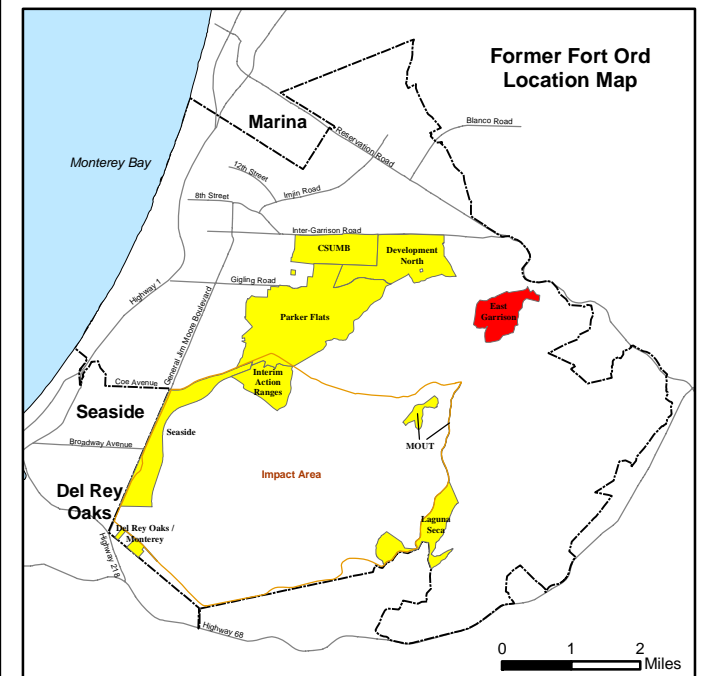 Former Fort Ord
Location Map
Marina
Blanco Road
Reservation Road
Monterey Bay
12th Street
Imjin Road
8th Street
Inter-Garrison Road
CSUMB
Development
North
Gigling Road
Highway 1
General Jim Moore Boulevard
East
Garrison
Parker Flats
Interim
Action
Ranges
Coe Avenue
Seaside
Seaside
Broadway Avenue
MOUT
Impact Area
Del Rey
Oaks
Del Rey Oaks /
Monterey
Laguna
Seca
Highway 218
Highway 68
0 1 2
Miles